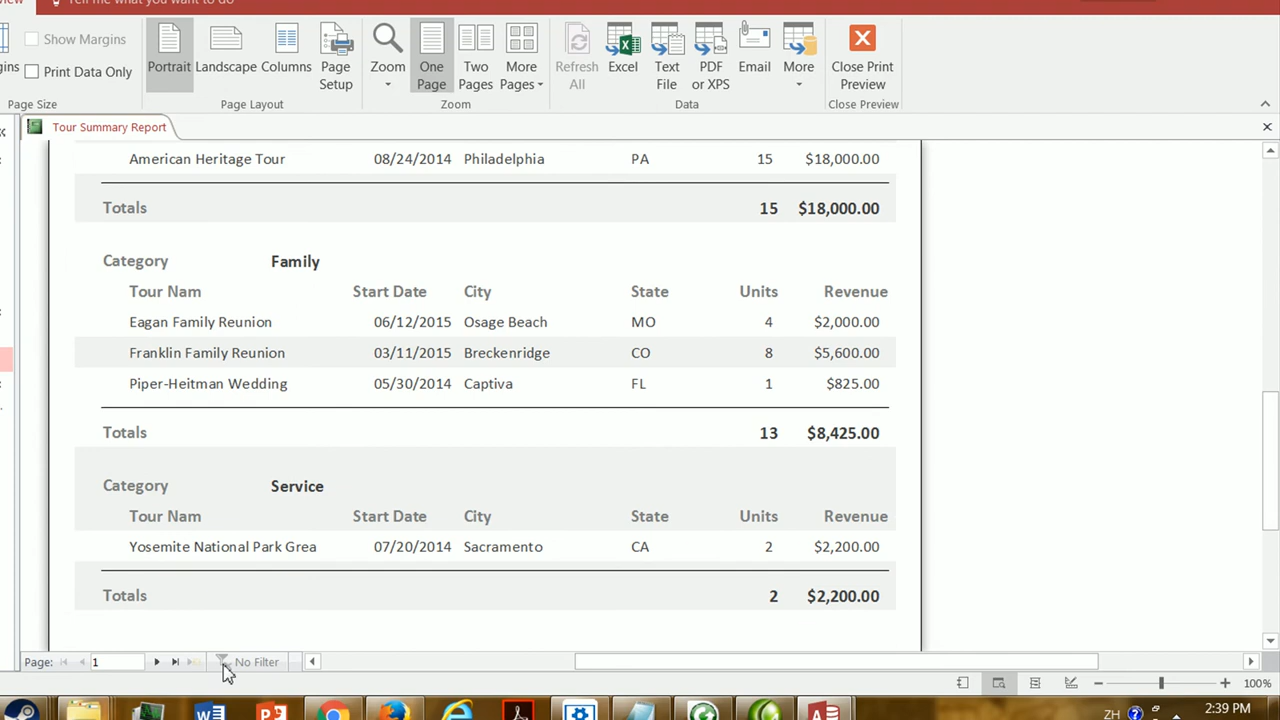 Tell me what you want to do
Show Margins
Print Data Only
Portrait
Landscape
Columns
Page Setup
Zoom
One Page
Two Pages
More Pages
Refresh All
Excel
Text File
PDF or XPS
Email
More
Close Print Preview
Page Size
Page Layout
Zoom
Data
Close Preview
Tour Summary Report
American Heritage Tour 08/24/2014 Philadelphia PA 15 $18,000.00
Totals 15 $18,000.00
Category Family
Tour Nam Start Date City State Units Revenue
Eagan Family Reunion 06/12/2015 Osage Beach MO 4 $2,000.00
Franklin Family Reunion 03/11/2015 Breckenridge CO 8 $5,600.00
Piper-Heitman Wedding 05/30/2014 Captiva FL 1 $825.00
Totals 13 $8,425.00
Category Service
Tour Nam Start Date City State Units Revenue
Yosemite National Park Grea 07/20/2014 Sacramento CA 2 $2,200.00
Totals 2 $2,200.00
Page: 1 No Filter
100%
ZH 2:39 PM